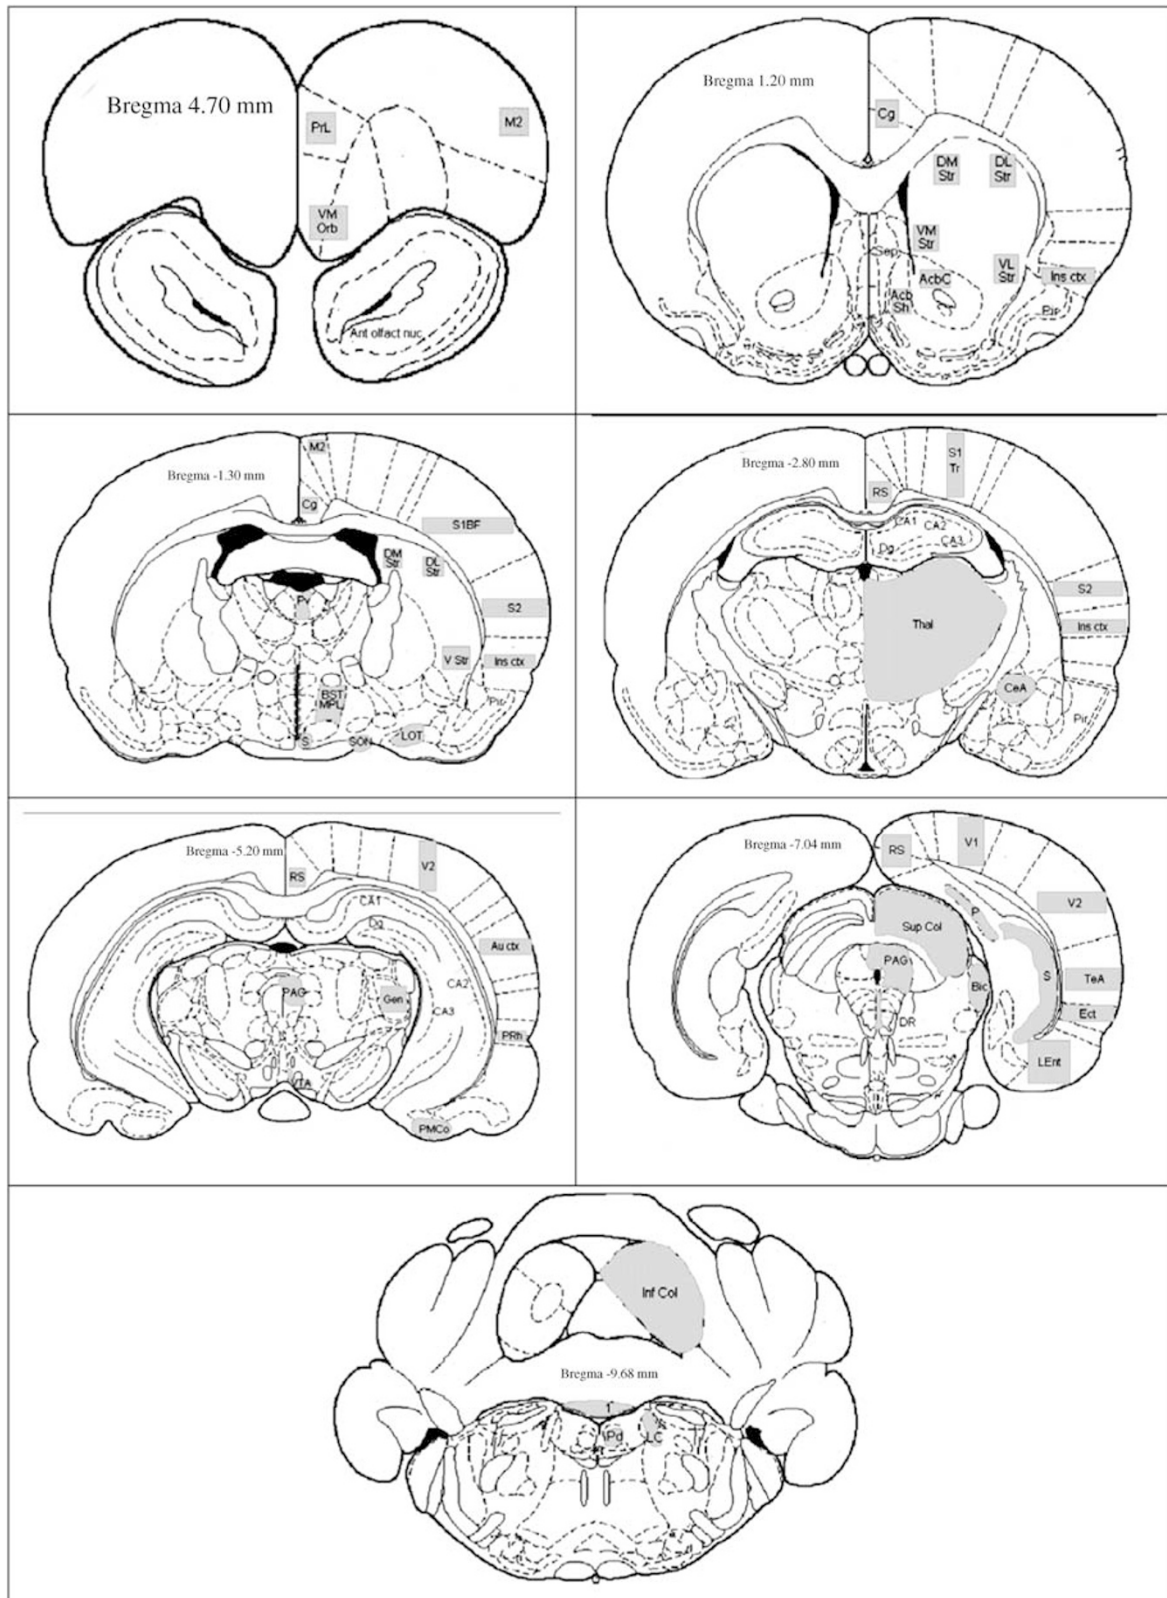 Bregma 4.70 mm
PrL
M2
VM
Orb
Ant olfact nuc
Bregma 1.20 mm
Cg
DM
Str
DL
Str
VM
Str
Sep
VL
Str
AcbC
Ins ctx
Acb
Sh
Pir
M2
Bregma -1.30 mm
Cg
S1BF
DM
Str
DL
Str
S2
V Str
Ins ctx
BST
MPL
Pir
S
SON
LOT
S1
Tr
Bregma -2.80 mm
RS
CA1
CA2
CA3
Dg
S2
Thal
Ins ctx
CeA
Pir
Bregma -5.20 mm
V2
RS
CA1
Dg
Au ctx
CA2
PAG
Gen
CA3
PRh
VTA
PMCo
Bregma -7.04 mm
RS
V1
V2
P
Sup Col
PAG
S
TeA
Bic
Ect
DR
LEnt
Inf Col
Bregma -9.68 mm
1
LC